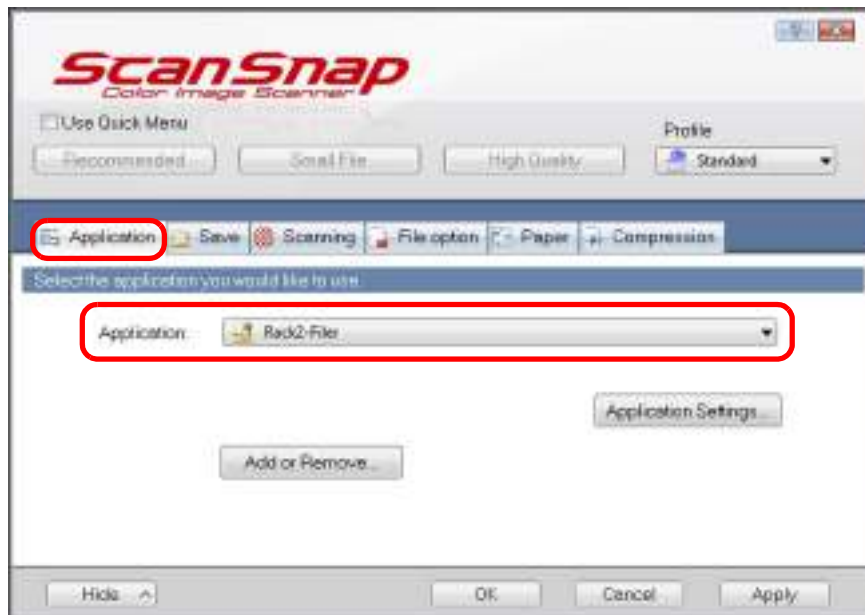 ScanSnap
Color Image Scanner
Use Quick Menu
Profile
Recommended
Small File
High Quality
Standard
Application
Save
Scanning
File option
Paper
Compression
Select the application you would like to use.
Application:
Rack2-Filer
Application Settings...
Add or Remove...
Hide
OK
Cancel
Apply